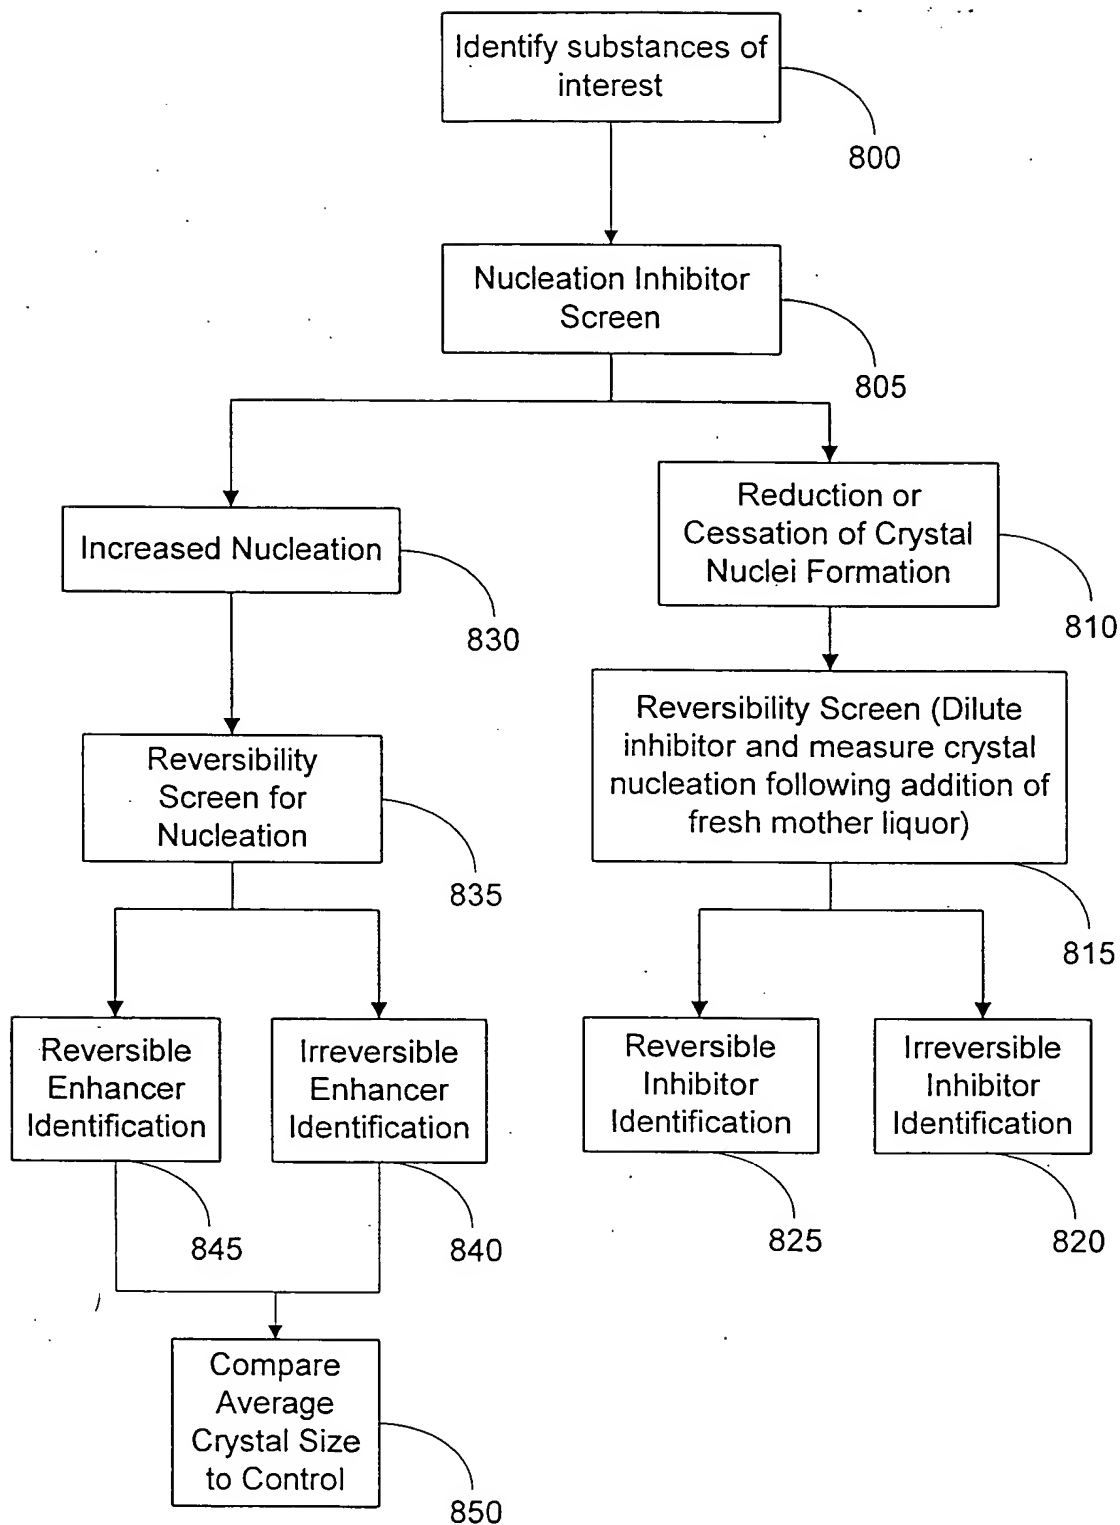 Identify substances of
interest
800
Nucleation Inhibitor
Screen
805
Increased Nucleation
830
Reduction or
Cessation of Crystal
Nuclei Formation
810
Reversibility
Screen for
Nucleation
835
Reversibility Screen (Dilute
inhibitor and measure crystal
nucleation following addition of
fresh mother liquor)
815
Reversible
Enhancer
Identification
845
Irreversible
Enhancer
Identification
840
Reversible
Inhibitor
Identification
825
Irreversible
Inhibitor
Identification
820
Compare
Average
Crystal Size
to Control
850